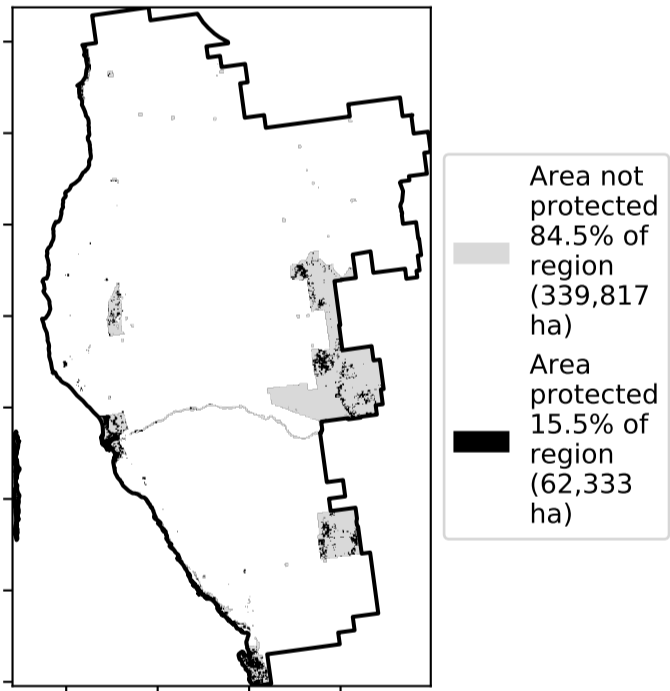 Area not
protected
84.5% of
region
(339,817
ha)
Area
protected
15.5% of
region
(62,333
ha)